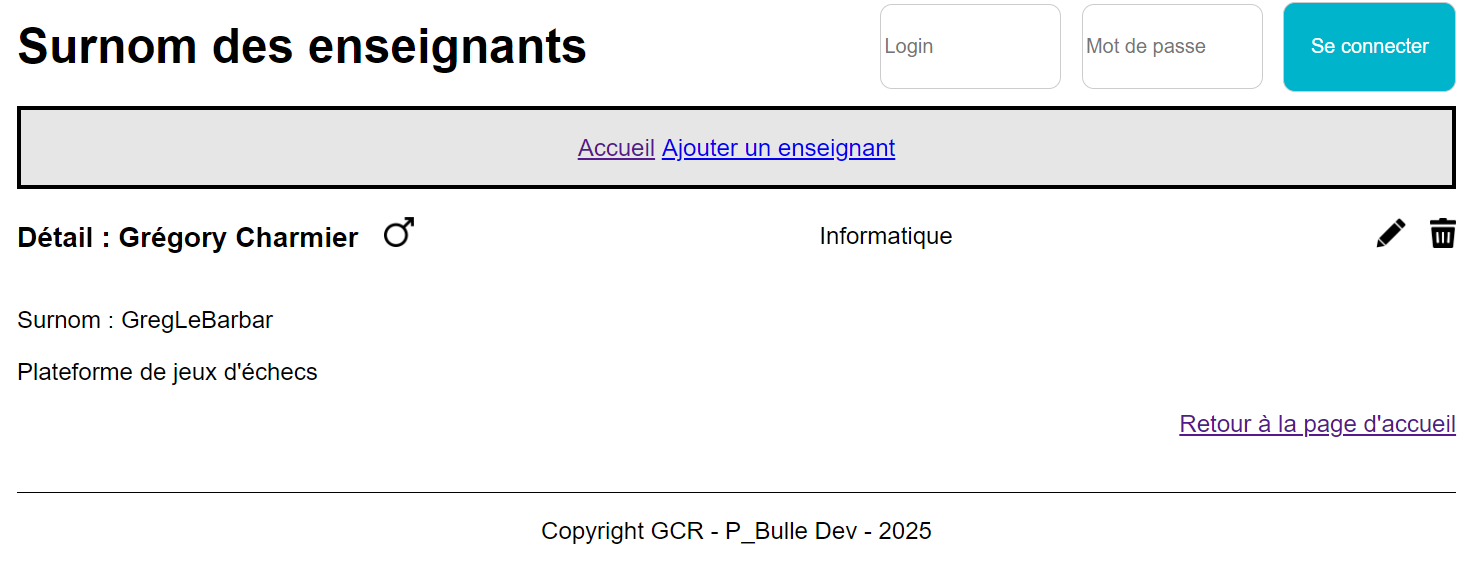 Surnom des enseignants
Login
Mot de passe
Se connecter
Accueil Ajouter un enseignant
Détail : Grégory Charmier
Informatique
Surnom : GregLeBarbar
Plateforme de jeux d'échecs
Retour à la page d'accueil
Copyright GCR - P_Bulle Dev - 2025